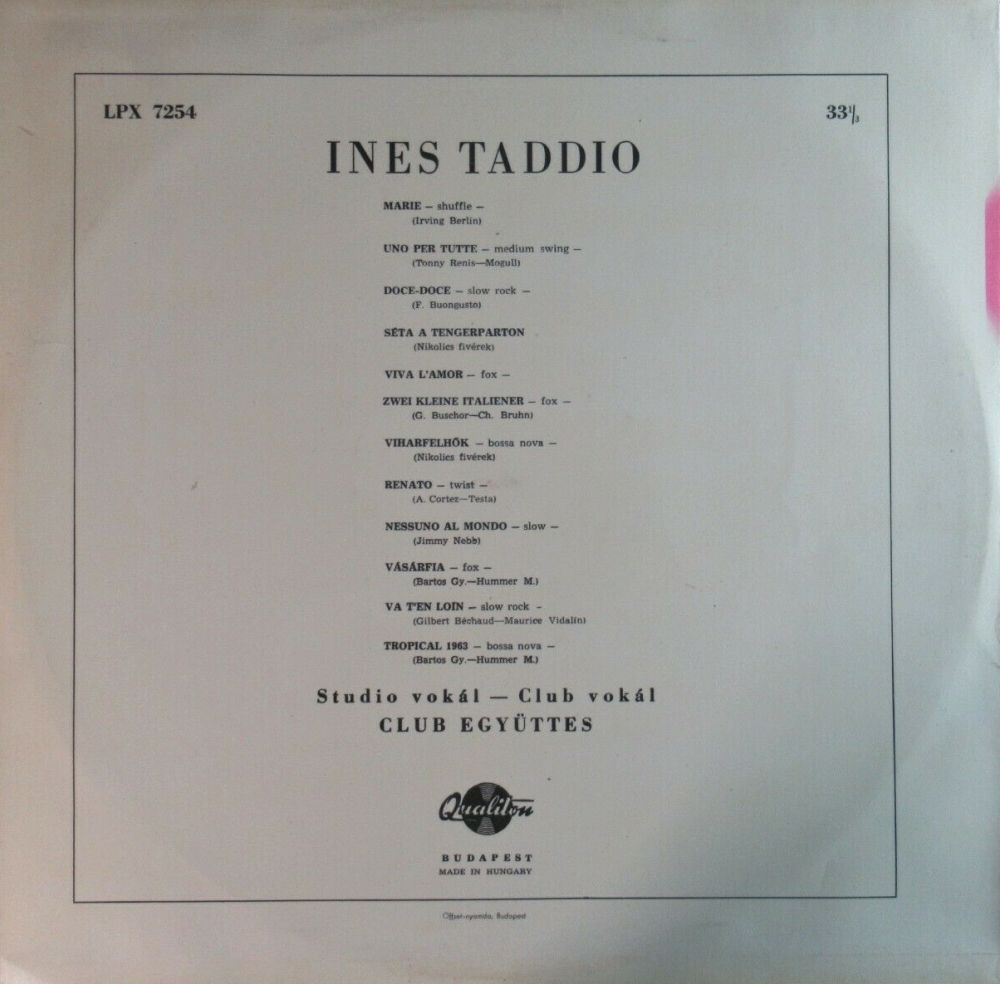 LPX 7254
33 1/3
INES TADDIO
MARIE — shuffle —
(Irving Berlin)
UNO PER TUTTE — medium swing —
(Tonny Renis—Mogull)
DOCE-DOCE — slow rock —
(F. Buongusto)
SÉTA A TENGERPARTON
(Nikolics fivérek)
VIVA L'AMOR — fox —
ZWEI KLEINE ITALIENER — fox —
(G. Buschor—Ch. Bruhn)
VIHARFELHŐK — bossa nova —
(Nikolics fivérek)
RENATO — twist —
(A. Cortez—Testa)
NESSUNO AL MONDO — slow —
(Jimmy Nebb)
VÁSÁRFIA — fox —
(Bartos Gy.—Hummer M.)
VA T'EN LOIN — slow rock -
(Gilbert Béchaud—Maurice Vidalin)
TROPICAL 1963 — bossa nova —
(Bartos Gy.—Hummer M.)
Studio vokál — Club vokál
CLUB EGYÜTTES
Qualiton
BUDAPEST
MADE IN HUNGARY
Offset-nyomda, Budapest